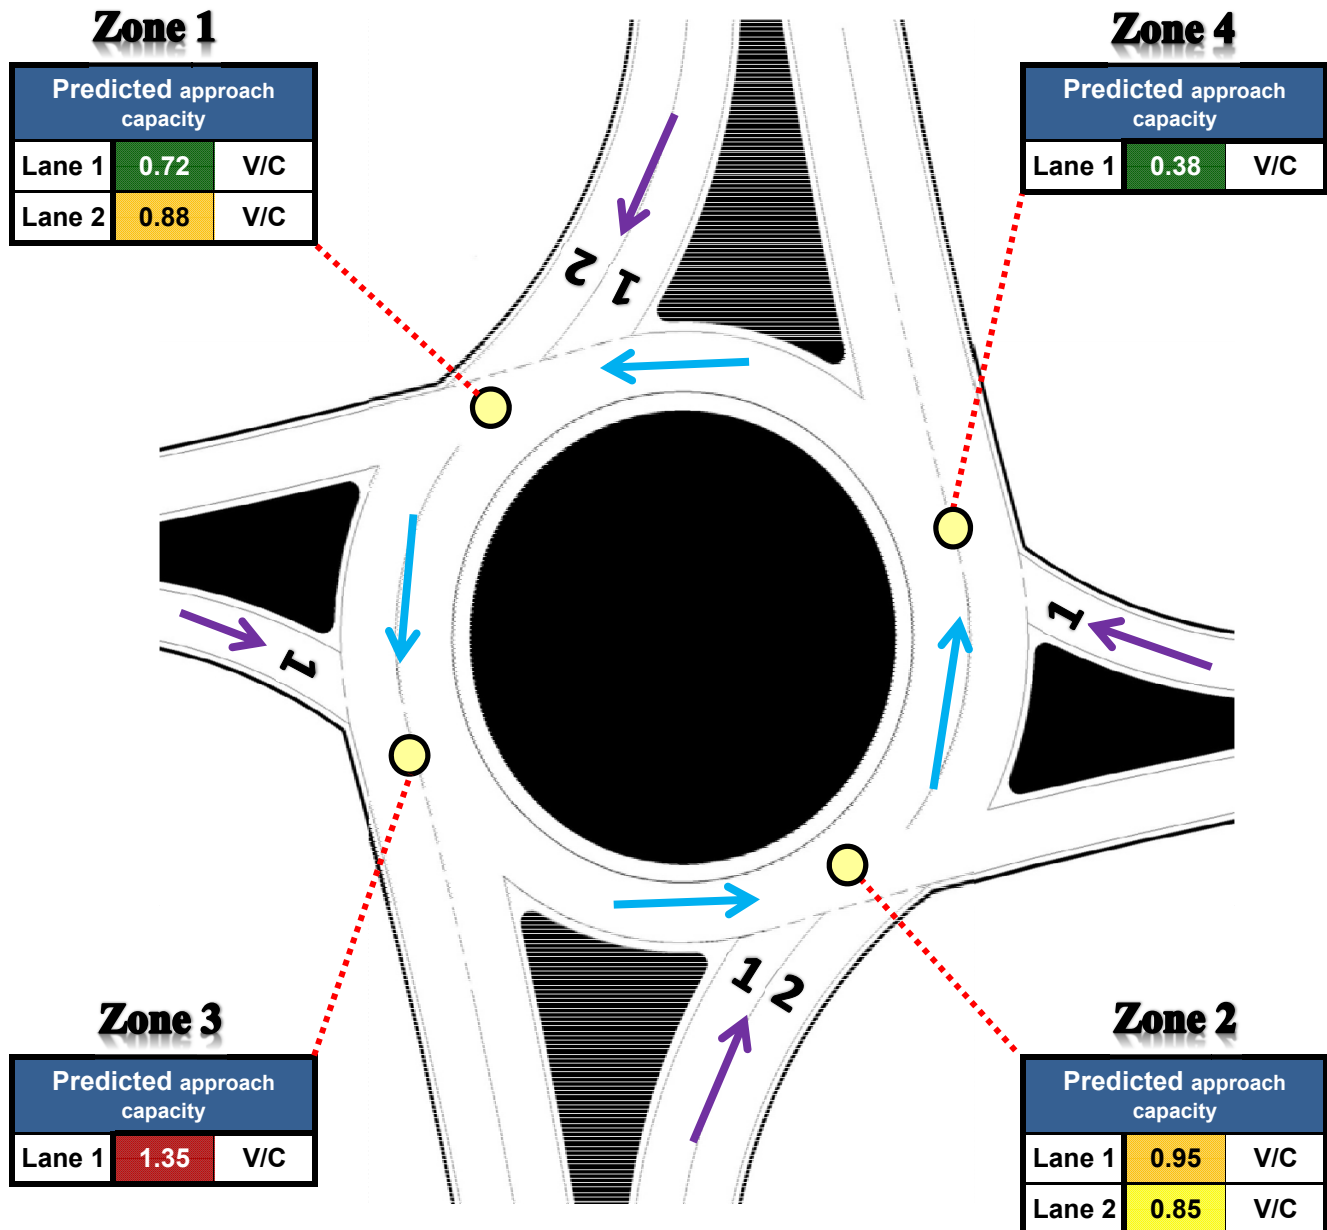 Zone 1
Predicted approach
capacity
Lane 1 0.72 V/C
Lane 2 0.88 V/C
Zone 4
Predicted approach
capacity
Lane 1 0.38 V/C
2 1
1
1
1 2
Zone 3
Predicted approach
capacity
Lane 1 1.35 V/C
Zone 2
Predicted approach
capacity
Lane 1 0.95 V/C
Lane 2 0.85 V/C